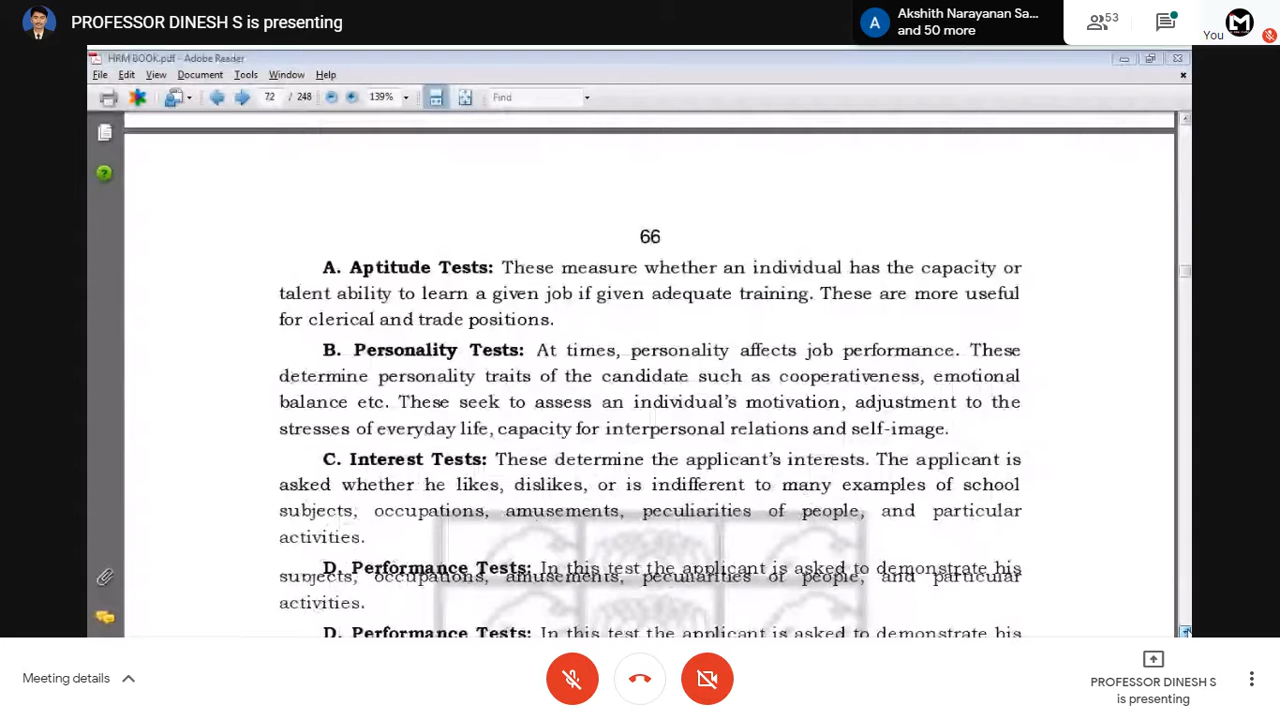 PROFESSOR DINESH S is presenting
A
Akshith Narayanan Sa...
and 50 more
53
You
M
HRM BOOK.pdf - Adobe Reader
File Edit View Document Tools Window Help
72 / 248 139% Find
66
A. Aptitude Tests: These measure whether an individual has the capacity or
talent ability to learn a given job if given adequate training. These are more useful
for clerical and trade positions.
B. Personality Tests: At times, personality affects job performance. These
determine personality traits of the candidate such as cooperativeness, emotional
balance etc. These seek to assess an individual's motivation, adjustment to the
stresses of everyday life, capacity for interpersonal relations and self-image.
C. Interest Tests: These determine the applicant's interests. The applicant is
asked whether he likes, dislikes, or is indifferent to many examples of school
subjects, occupations, amusements, peculiarities of people, and particular
activities.
D. Performance Tests: In this test the applicant is asked to demonstrate his
subjects, occupations, amusements, peculiarities of people, and particular
activities.
D. Performance Tests: In this test the applicant is asked to demonstrate his
Meeting details
PROFESSOR DINESH S
is presenting